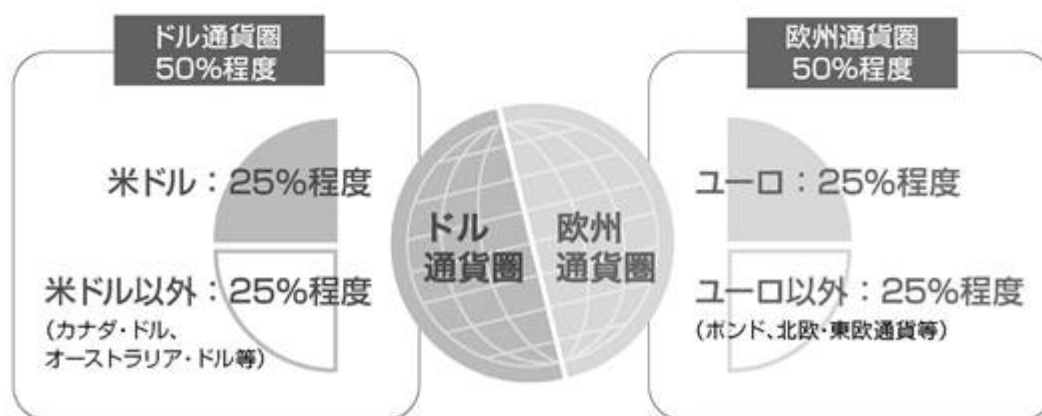 ドル通貨圏
50%程度
米ドル：25%程度
米ドル以外：25%程度
(カナダ・ドル、
オーストラリア・ドル等)
ドル
通貨圏
欧州
通貨圏
欧州通貨圏
50%程度
ユーロ：25%程度
ユーロ以外：25%程度
(ポンド、北欧・東欧通貨等)